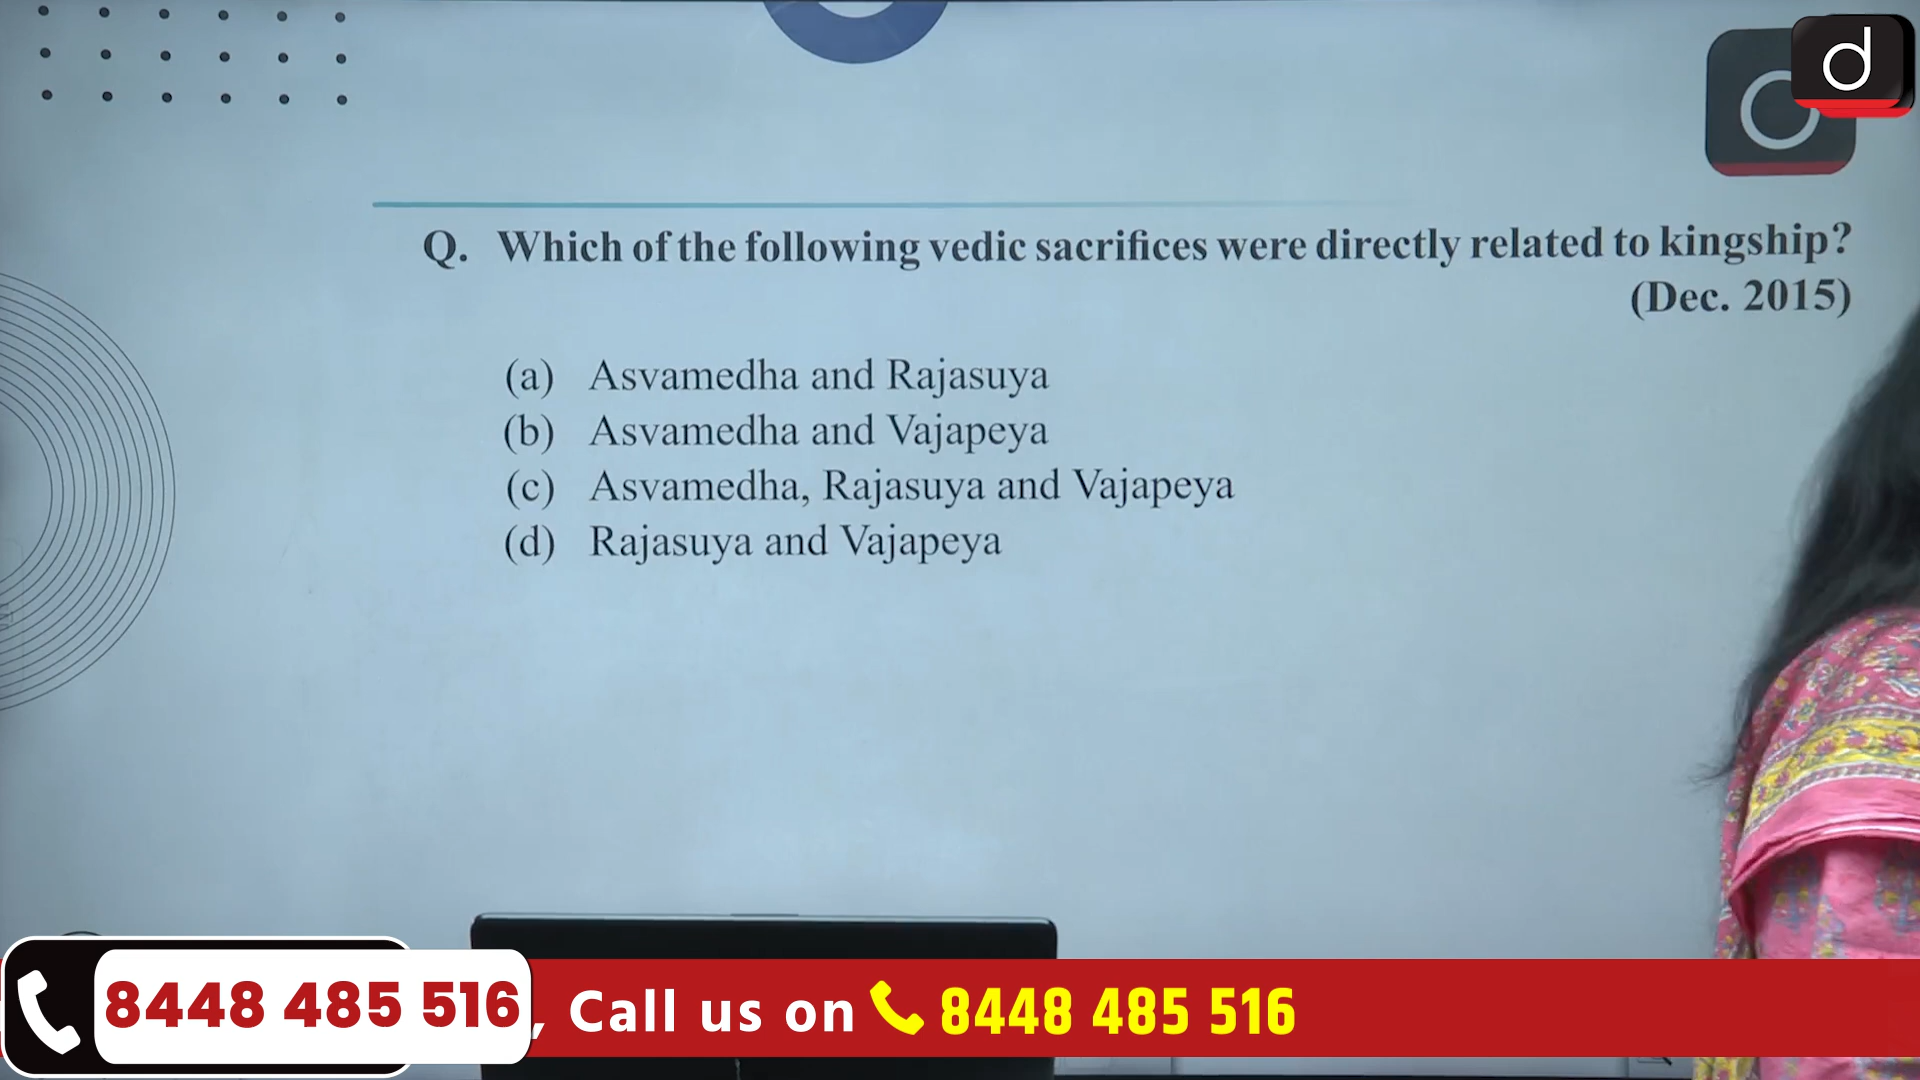 d
Q. Which of the following vedic sacrifices were directly related to kingship?
(Dec. 2015)
(a) Asvamedha and Rajasuya
(b) Asvamedha and Vajapeya
(c) Asvamedha, Rajasuya and Vajapeya
(d) Rajasuya and Vajapeya
8448 485 516 , Call us on 8448 485 516